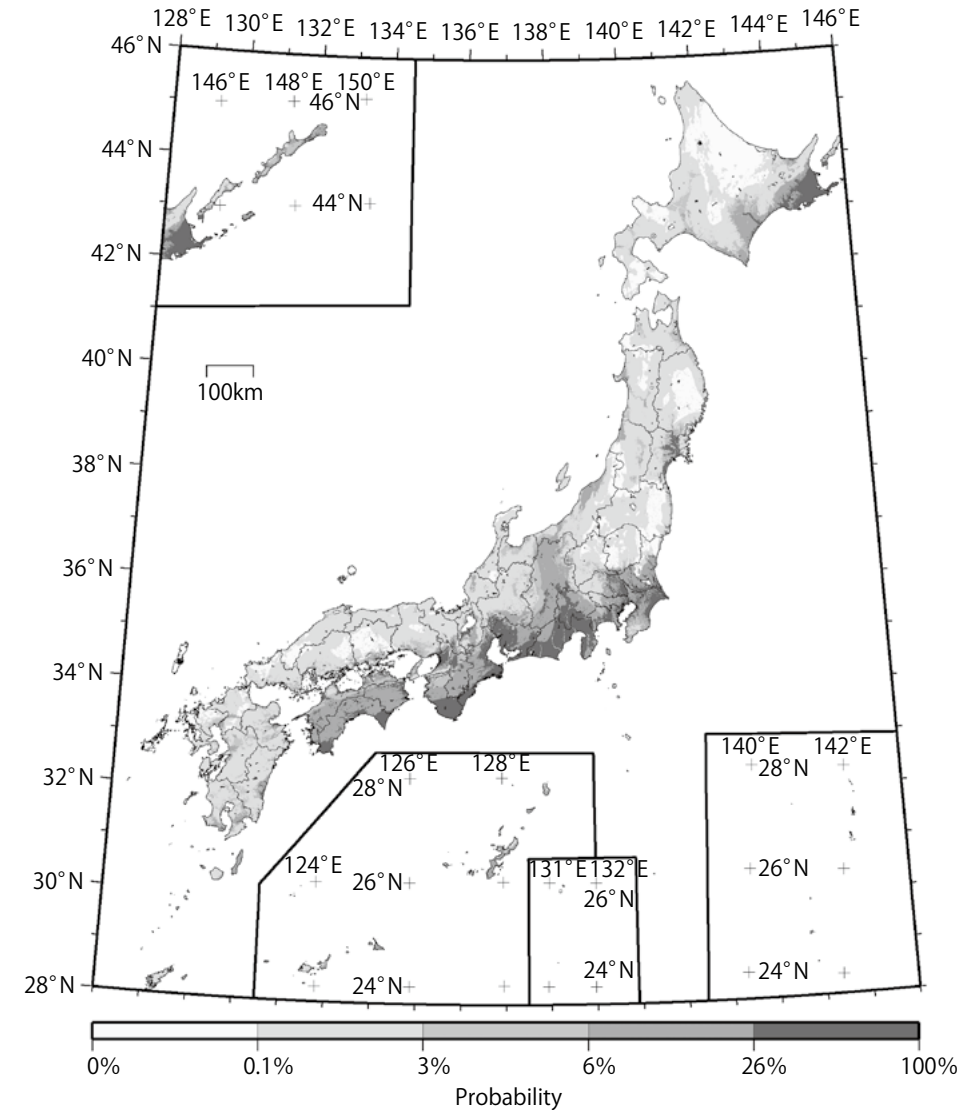 128°E 130°E 132°E 134°E 136°E 138°E 140°E 142°E 144°E 146°E
46°N
146°E 148°E 150°E
46°N
44°N
44°N
42°N
40°N
100km
38°N
36°N
34°N
140°E 142°E
126°E 128°E
28°N
32°N
28°N
124°E
131°E 132°E
26°N
30°N
26°N
26°N
24°N
24°N
28°N
24°N
0% 0.1% 3% 6% 26% 100%
Probability